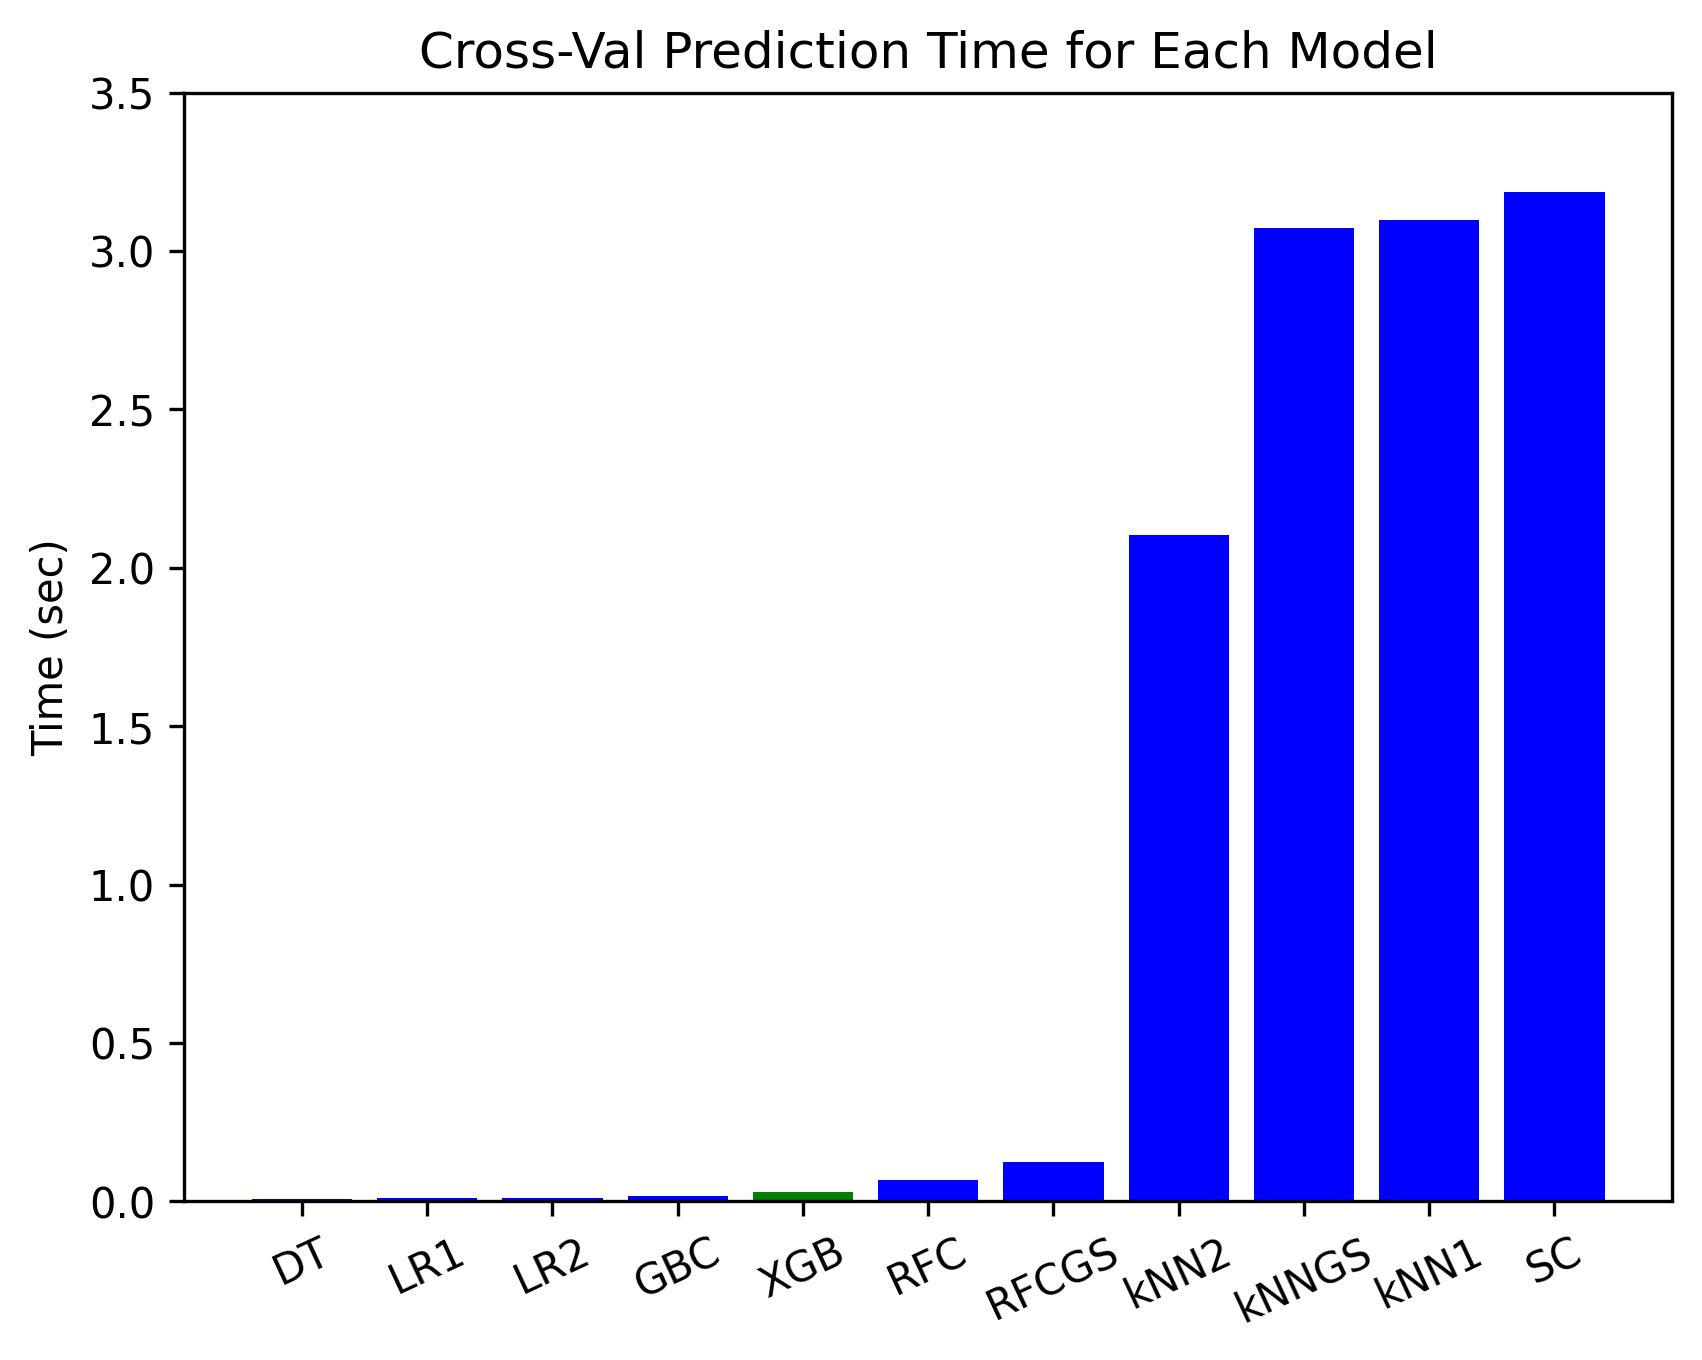 Cross-Val Prediction Time for Each Model
Time (sec)
3.5
3.0
2.5
2.0
1.5
1.0
0.5
0.0
DT
LR1
LR2
GBC
XGB
RFC
RFCGS
kNN2
kNNGS
kNN1
SC